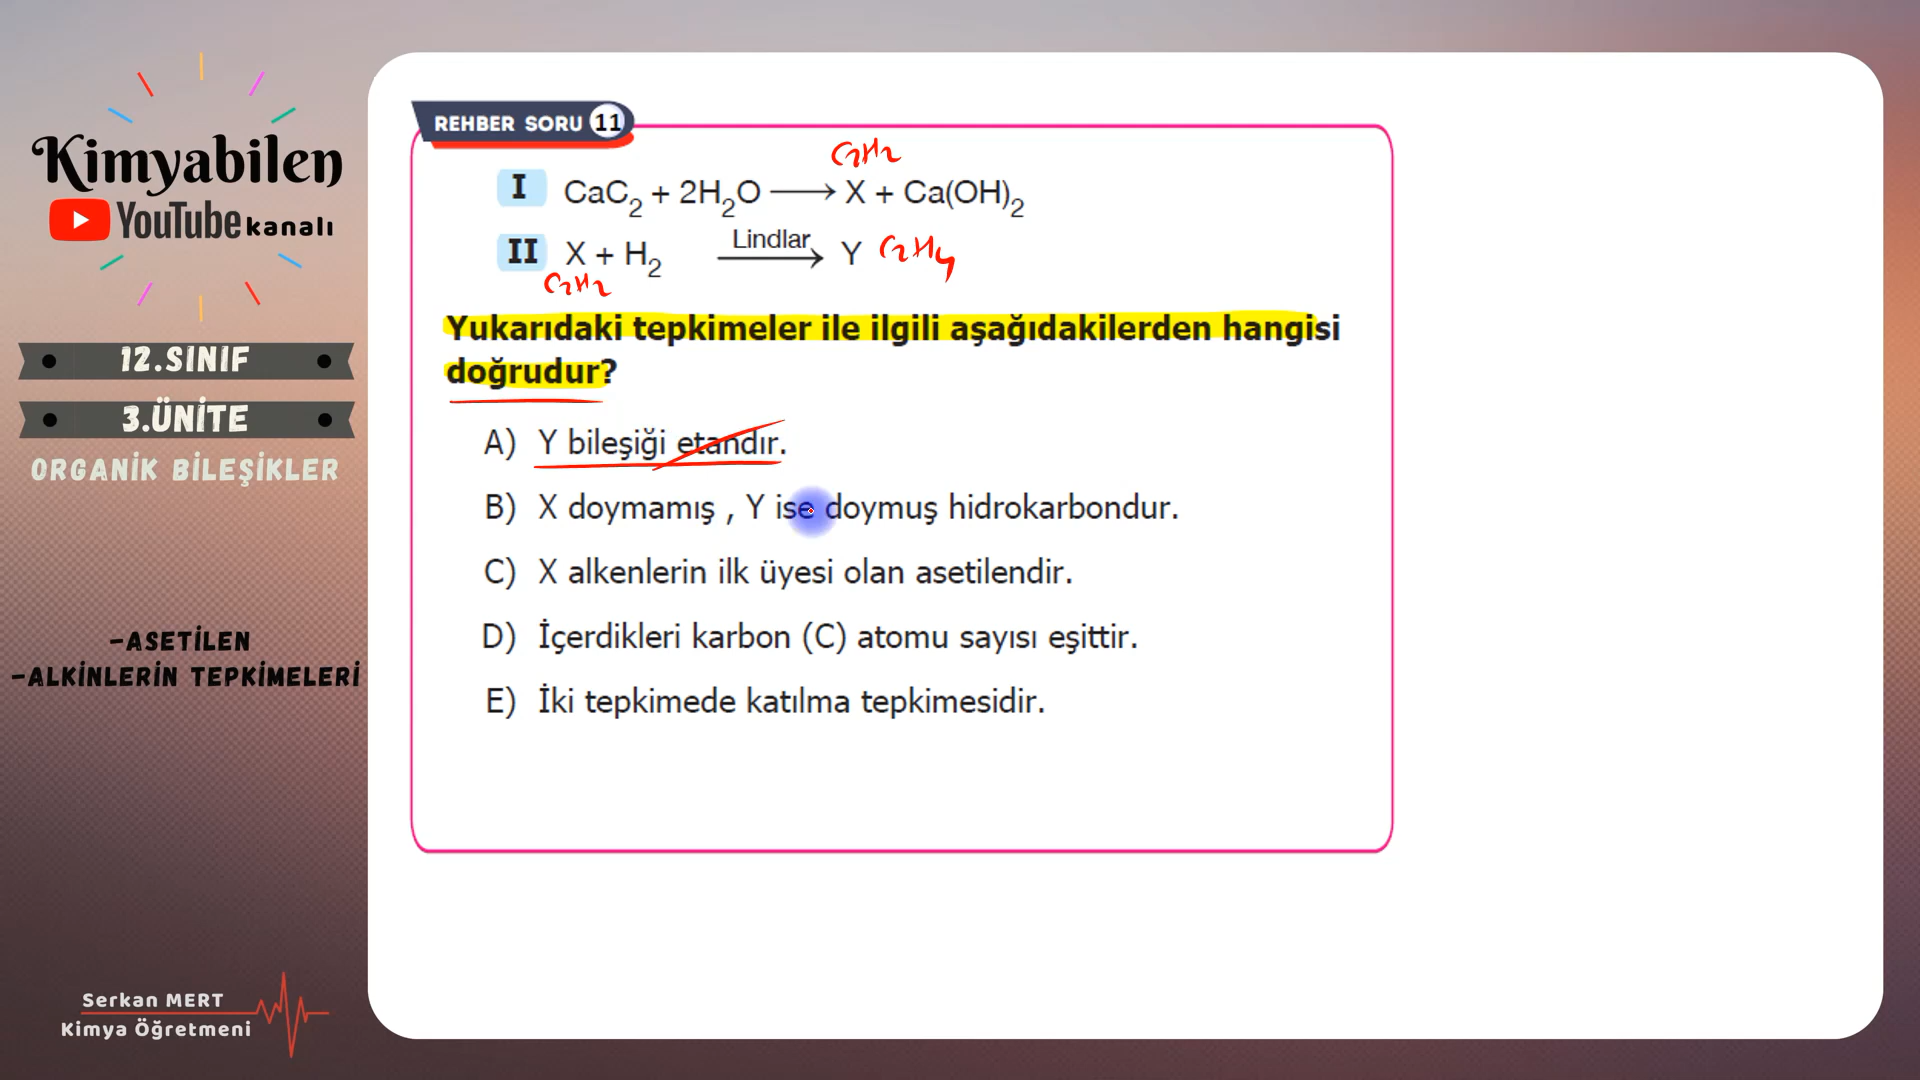 Kimyabilen
YouTube kanalı
12.SINIF
3.ÜNİTE
ORGANİK BİLEŞİKLER
-ASETİLEN
-ALKİNLERİN TEPKİMELERİ
Serkan MERT
Kimya Öğretmeni
REHBER SORU 11
C2H2
I CaC2 + 2H2O ⟶ X + Ca(OH)2
II X + H2 Lindlar ⟶ Y C2H4
C2H2
Yukarıdaki tepkimeler ile ilgili aşağıdakilerden hangisi
doğrudur?
A) Y bileşiği etandır.
B) X doymamış , Y ise doymuş hidrokarbondur.
C) X alkenlerin ilk üyesi olan asetilendir.
D) İçerdikleri karbon (C) atomu sayısı eşittir.
E) İki tepkimede katılma tepkimesidir.